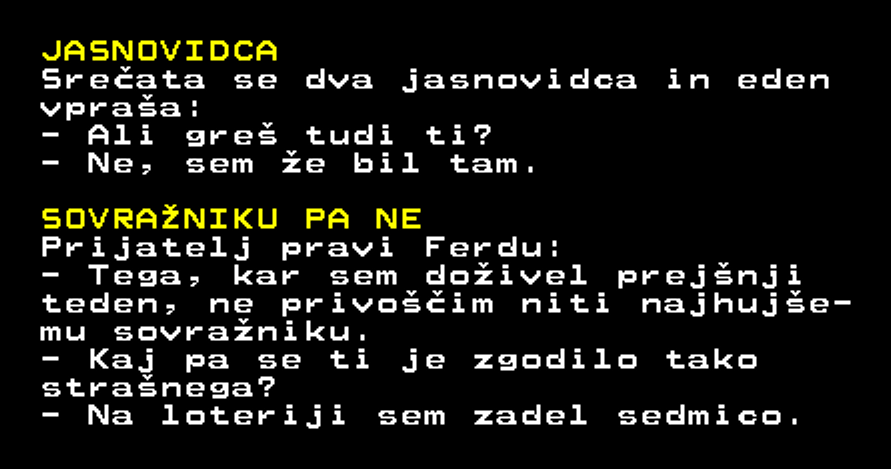 JASNOVIDCA
Srečata se dva jasnovidca in eden
vpraša:
- Ali greš tudi ti?
- Ne, sem že bil tam.
SOVRAŽNIKU PA NE
Prijatelj pravi Ferdu:
- Tega, kar sem doživel prejšnji
teden, ne privoščim niti najhujše-
mu sovražniku.
- Kaj pa se ti je zgodilo tako
strašnega?
- Na loteriji sem zadel sedmico.